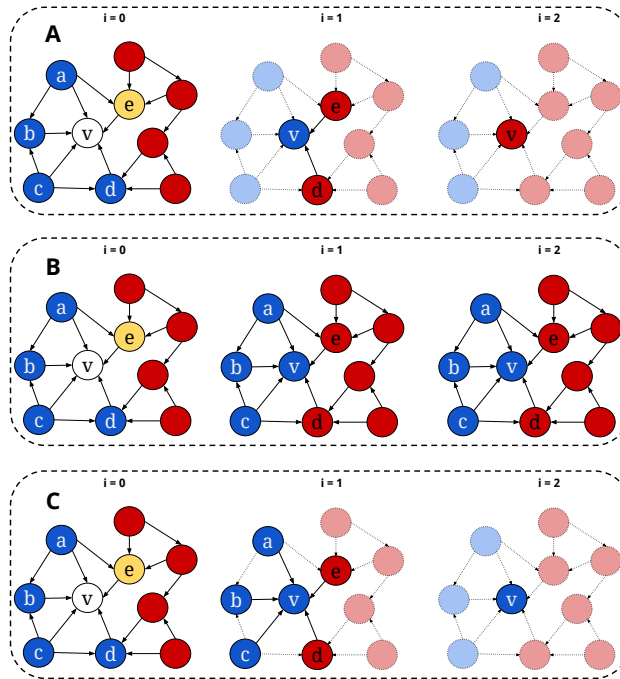 i = 0 i = 1 i = 2
A
a e
b v v e v
c d d
i = 0 i = 1 i = 2
B
a e a e a e
b v b v b v
c d c d c d
i = 0 i = 1 i = 2
C
a e a e
b v b v v
c d c d